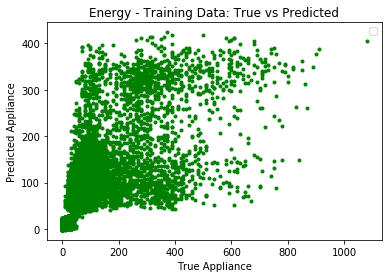 Energy - Training Data: True vs Predicted
400
300
200
100
0
Predicted Appliance
0 200 400 600 800 1000
True Appliance